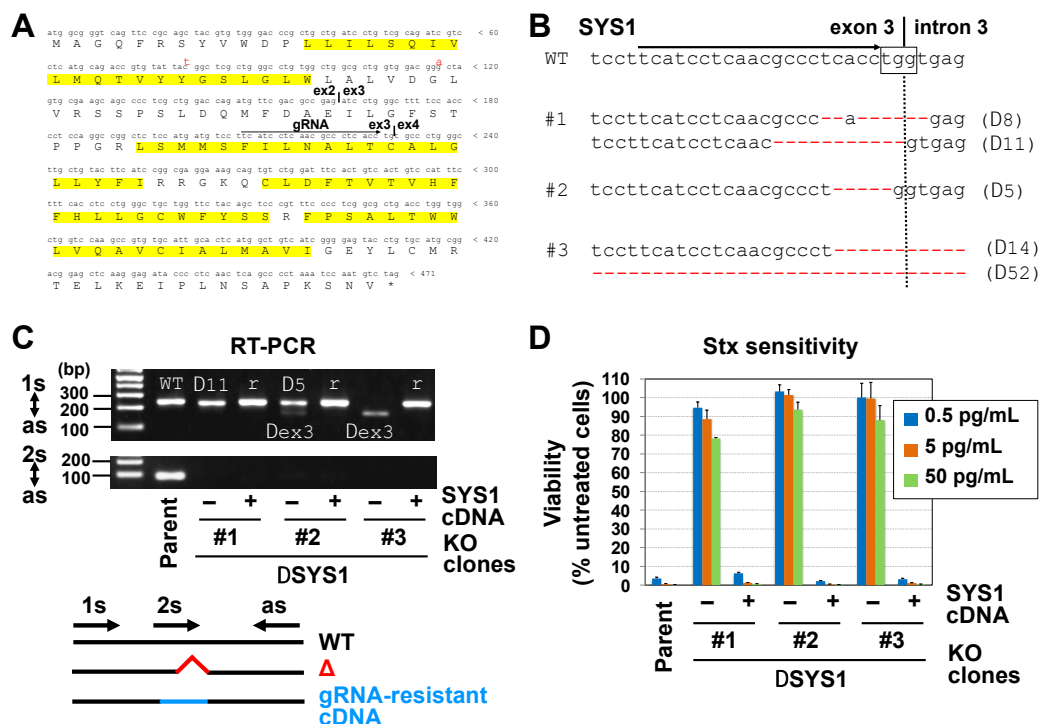 A
atg gcg ggt cag ttc cgc agc tac gtg tgg gac ccg ctg ctg atc ctg tcg cag atc gtc < 60
M A G Q F R S Y V W D P L L I L S Q I V
t a
ctc atg cag acc gtg tat tac ggc tcg ctg ggc ctg tgg ctg gcg ctg gtg gac ggg cta < 120
L M Q T V Y Y G S L G L W L A L V D G L
ex2 ex3
gtg cga agc agc ccc tcg ctg gac cag atg ttc gac gcc gag atc ctg ggc ttt tcc acc < 180
V R S S P S L D Q M F D A E I L G F S T
gRNA ex3 ex4
cct cca ggc cgg ctc tcc atg atg tcc ttc atc ctc aac gcc ctc acc tgt gcc ctg ggc < 240
P P G R L S M M S F I L N A L T C A L G
ttg ctg tac ttc atc cgg cga gga aag cag tgt ctg gat ttc act gtc act gtc cat ttc < 300
L L Y F I R R G K Q C L D F T V T V H F
ttt cac ctc ctg ggc tgc tgg ttc tac agc tcc cgt ttc ccc tcg gcg ctg acc tgg tgg < 360
F H L L G C W F Y S S R F P S A L T W W
ctg gtc caa gcc gtg tgc att gca ctc atg gct gtc atc ggg gag tac ctg tgc atg cgg < 420
L V Q A V C I A L M A V I G E Y L C M R
acg gag ctc aag gag ata ccc ctc aac tca gcc cct aaa tcc aat gtc tag < 471
T E L K E I P L N S A P K S N V *
B SYS1 exon 3 intron 3
WT tccttcatcctcaacgccctcacctggtgag
#1 tccttcatcctcaacgccc--a------gag (D8)
tccttcatcctcaac-----------gtgag (D11)
#2 tccttcatcctcaacgccct-----ggtgag (D5)
#3 tccttcatcctcaacgccct----------- (D14)
------------------------------- (D52)
C RT-PCR
(bp)
1s
as
300
200
100
WT D11 r D5 r r
Dex3 Dex3
2s
as
200
100
Parent
– + – + – + SYS1 cDNA
#1 #2 #3 KO clones
DSYS1
1s 2s as
WT
Δ
gRNA-resistant
cDNA
D Stx sensitivity
Viability
(% untreated cells)
110
100
90
80
70
60
50
40
30
20
10
0
0.5 pg/mL
5 pg/mL
50 pg/mL
Parent
– + – + – + SYS1 cDNA
#1 #2 #3 KO clones
DSYS1